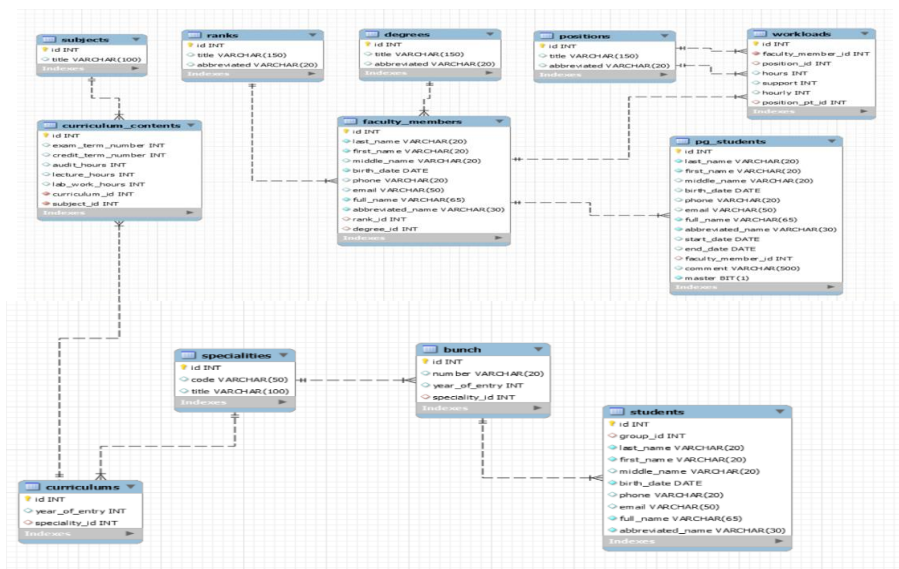 subjects
id INT
title VARCHAR(100)
Indexes
ranks
id INT
title VARCHAR(150)
abbreviated VARCHAR(20)
Indexes
degrees
id INT
title VARCHAR(150)
abbreviated VARCHAR(20)
Indexes
positions
id INT
title VARCHAR(150)
abbreviated VARCHAR(20)
Indexes
workloads
id INT
faculty_member_id INT
position_id INT
hours INT
support INT
hourly INT
position_pt_id INT
Indexes
curriculum_contents
id INT
exam_term_number INT
credit_term_number INT
audit_hours INT
lecture_hours INT
lab_work_hours INT
curriculum_id INT
subject_id INT
Indexes
faculty_members
id INT
last_name VARCHAR(20)
first_name VARCHAR(20)
middle_name VARCHAR(20)
birth_date DATE
phone VARCHAR(20)
email VARCHAR(50)
full_name VARCHAR(65)
abbreviated_name VARCHAR(30)
rank_id INT
degree_id INT
Indexes
pg_students
id INT
last_name VARCHAR(20)
first_name VARCHAR(20)
middle_name VARCHAR(20)
birth_date DATE
phone VARCHAR(20)
email VARCHAR(50)
full_name VARCHAR(65)
abbreviated_name VARCHAR(30)
start_date DATE
end_date DATE
faculty_member_id INT
comment VARCHAR(500)
master BIT(1)
Indexes
specialities
id INT
code VARCHAR(50)
title VARCHAR(100)
Indexes
bunch
id INT
number VARCHAR(20)
year_of_entry INT
speciality_id INT
Indexes
students
id INT
group_id INT
last_name VARCHAR(20)
first_name VARCHAR(20)
middle_name VARCHAR(20)
birth_date DATE
phone VARCHAR(20)
email VARCHAR(50)
full_name VARCHAR(65)
abbreviated_name VARCHAR(30)
Indexes
curriculums
id INT
year_of_entry INT
speciality_id INT
Indexes